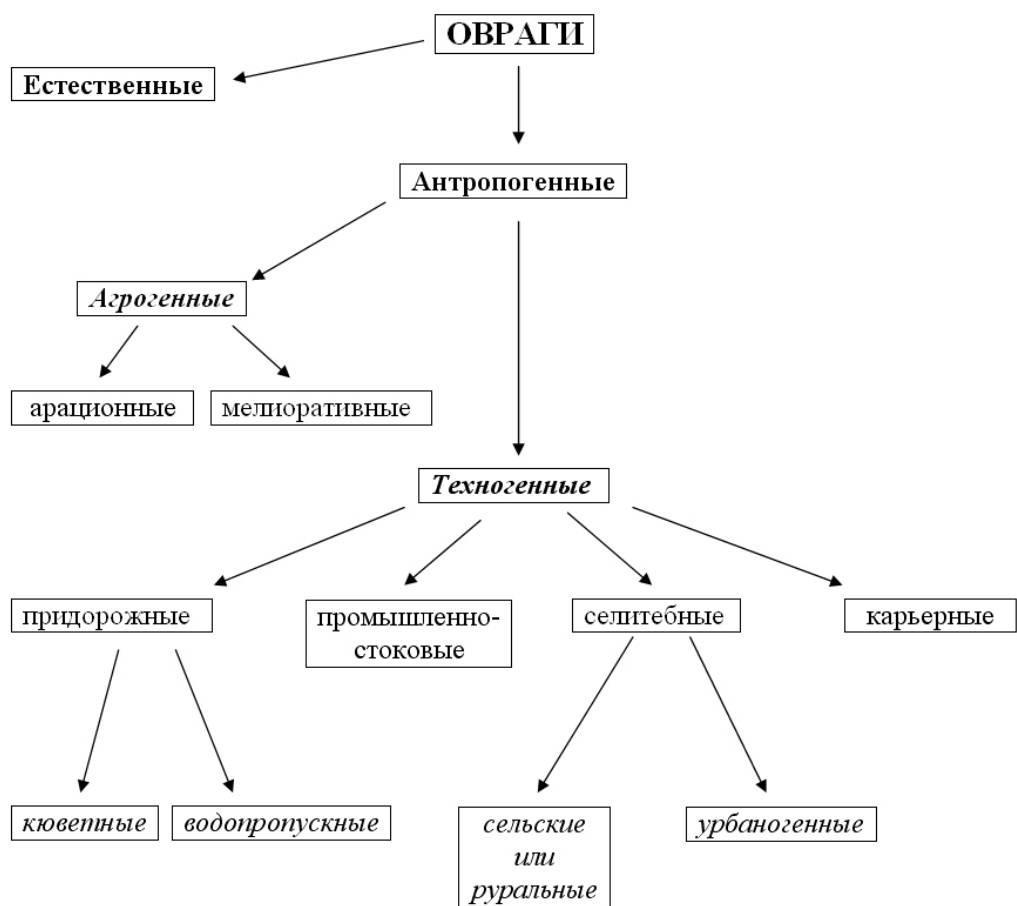 ОВРАГИ
Естественные
Антропогенные
Агрогенные
арационные
мелиоративные
Техногенные
придорожные
промышленно-
стоковые
селитебные
карьерные
кюветные
водопропускные
сельские
или
руральные
урбаногенные